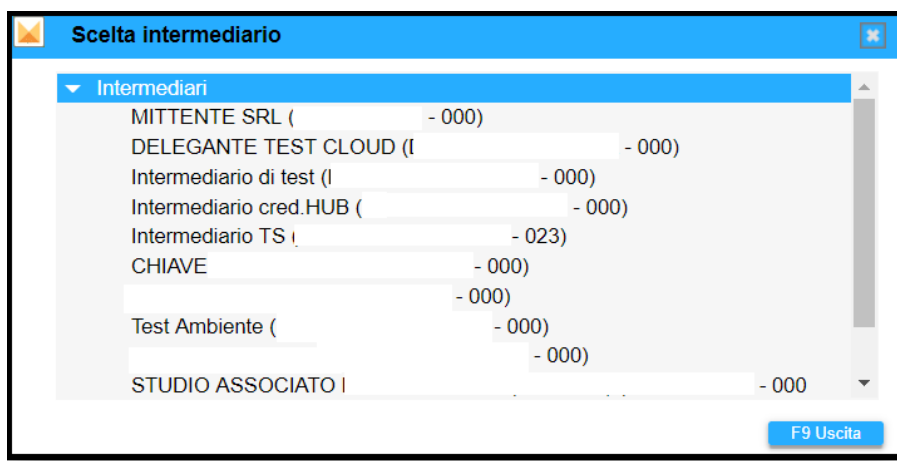 Scelta intermediario
Intermediari
MITTENTE SRL ( - 000)
DELEGANTE TEST CLOUD ( - 000)
Intermediario di test ( - 000)
Intermediario cred.HUB ( - 000)
Intermediario TS - 023)
CHIAVE - 000)
- 000)
Test Ambiente ( - 000)
- 000)
STUDIO ASSOCIATO - 000
F9 Uscita